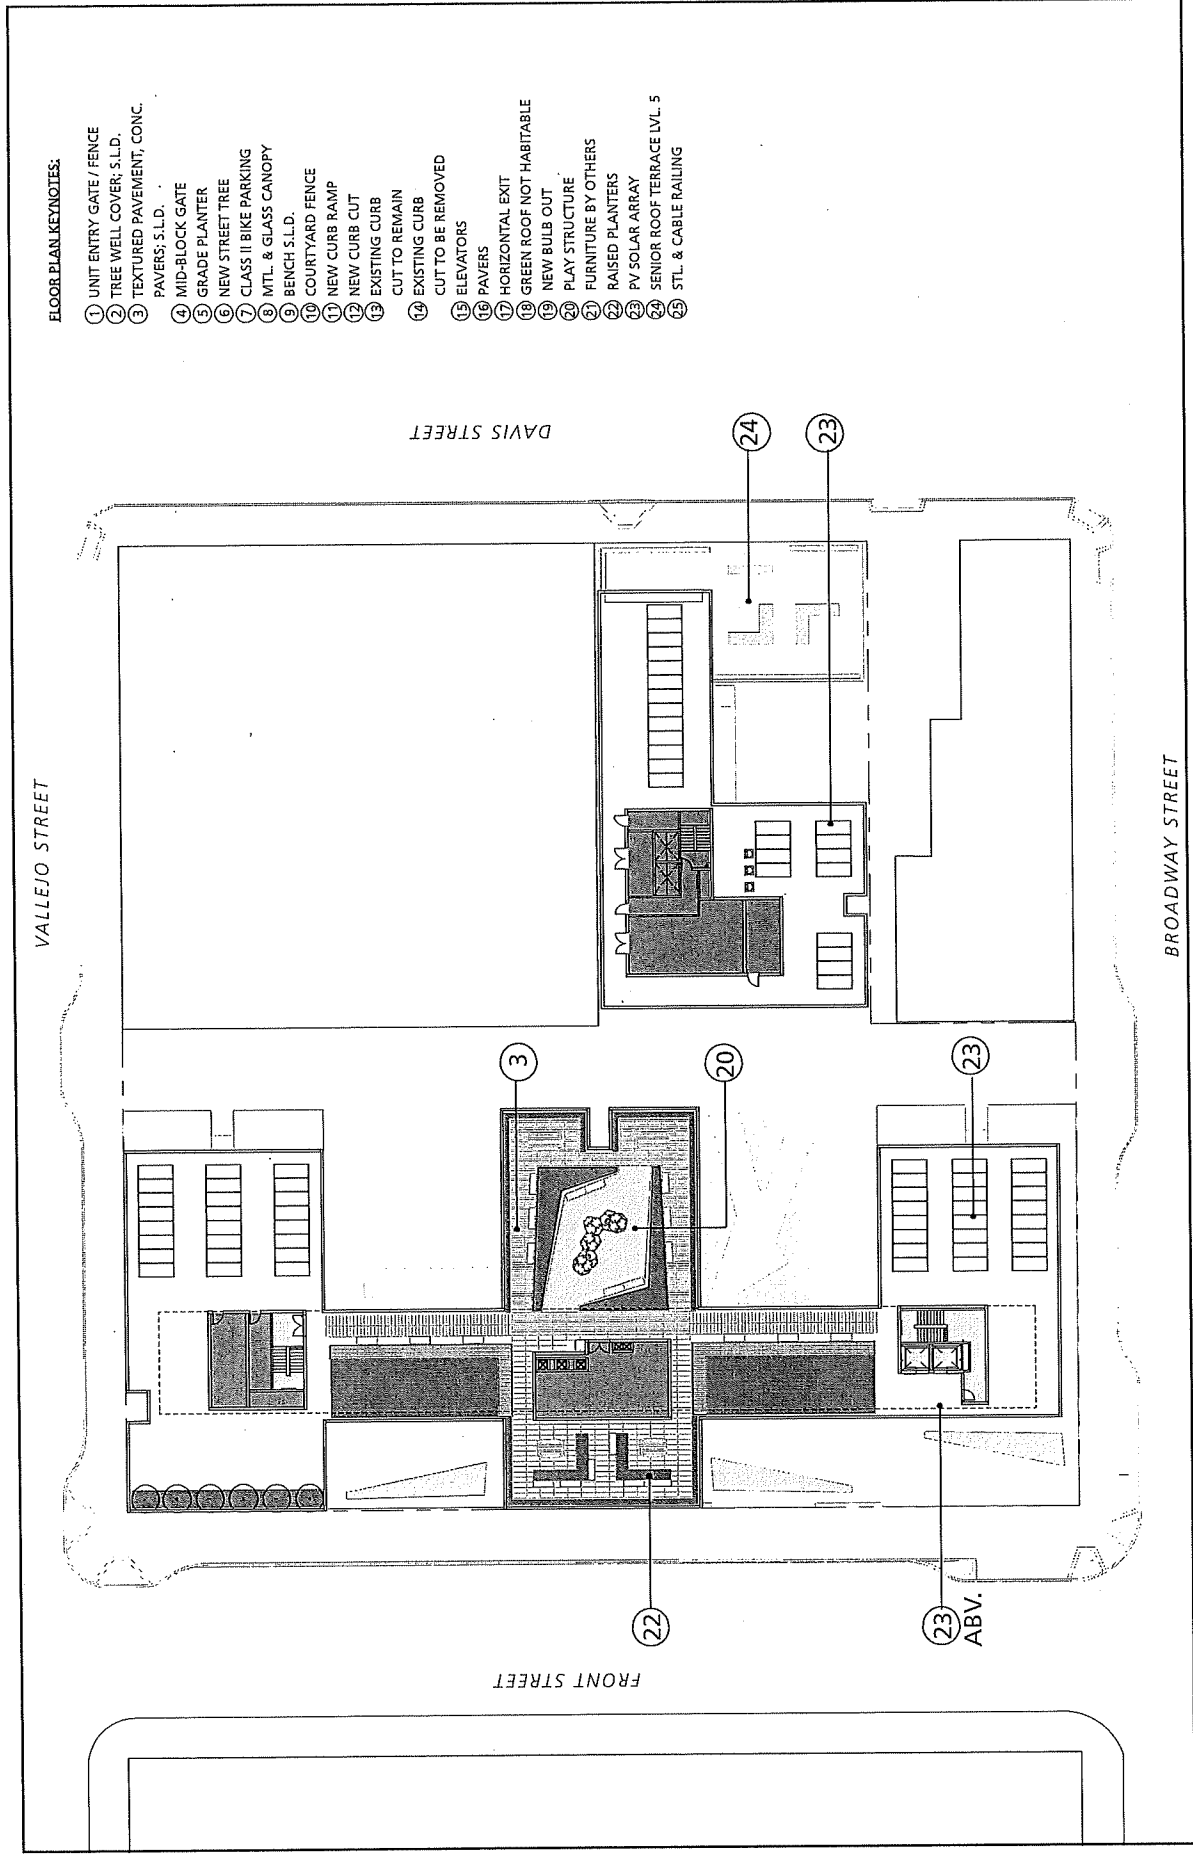 FLOOR PLAN KEYNOTES:
1 UNIT ENTRY GATE / FENCE
2 TREE WELL COVER; S.L.D.
3 TEXTURED PAVEMENT, CONC.
PAVERS; S.L.D.
4 MID-BLOCK GATE
5 GRADE PLANTER
6 NEW STREET TREE
7 CLASS II BIKE PARKING
8 MTL. & GLASS CANOPY
9 BENCH S.L.D.
10 COURTYARD FENCE
11 NEW CURB RAMP
12 NEW CURB CUT
13 EXISTING CURB
CUT TO REMAIN
14 EXISTING CURB
CUT TO BE REMOVED
15 ELEVATORS
16 PAVERS
17 HORIZONTAL EXIT
18 GREEN ROOF NOT HABITABLE
19 NEW BULB OUT
20 PLAY STRUCTURE
21 FURNITURE BY OTHERS
22 RAISED PLANTERS
23 PV SOLAR ARRAY
24 SENIOR ROOF TERRACE LVL. 5
25 STL. & CABLE RAILING
VALLEJO STREET
DAVIS STREET
24
23
3
20
23
22
23
ABV.
FRONT STREET
BROADWAY STREET